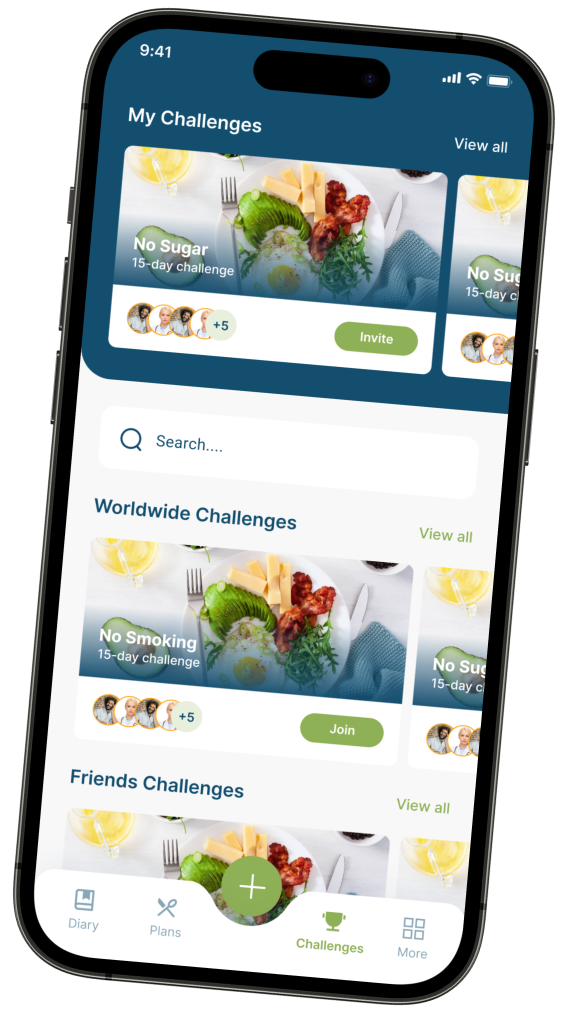 9:41
My Challenges
View all
No Sugar
15-day challenge
No Sug
15-day c
+5
Invite
Search....
Worldwide Challenges
View all
No Smoking
15-day challenge
No Sug
15-day c
+5
Join
Friends Challenges
View all
Diary
Plans
Challenges
More